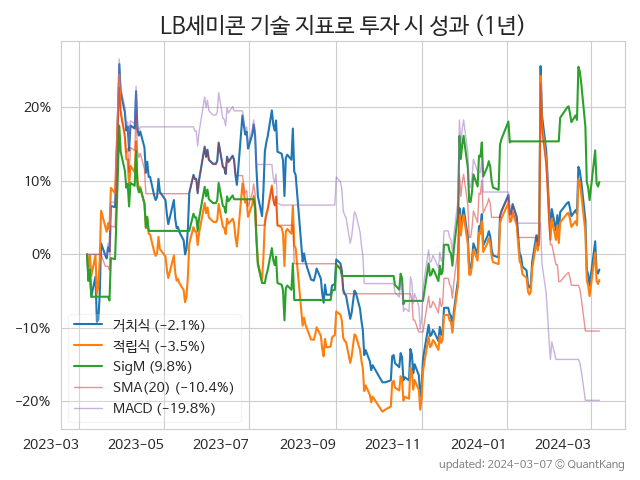 LB세미콘 기술 지표로 투자 시 성과 (1년)
20%
10%
0%
−10%
−20%
거치식 (−2.1%)
적립식 (−3.5%)
SigM (9.8%)
SMA(20) (−10.4%)
MACD (−19.8%)
2023-03 2023-05 2023-07 2023-09 2023-11 2024-01 2024-03
updated: 2024-03-07 © QuantKang